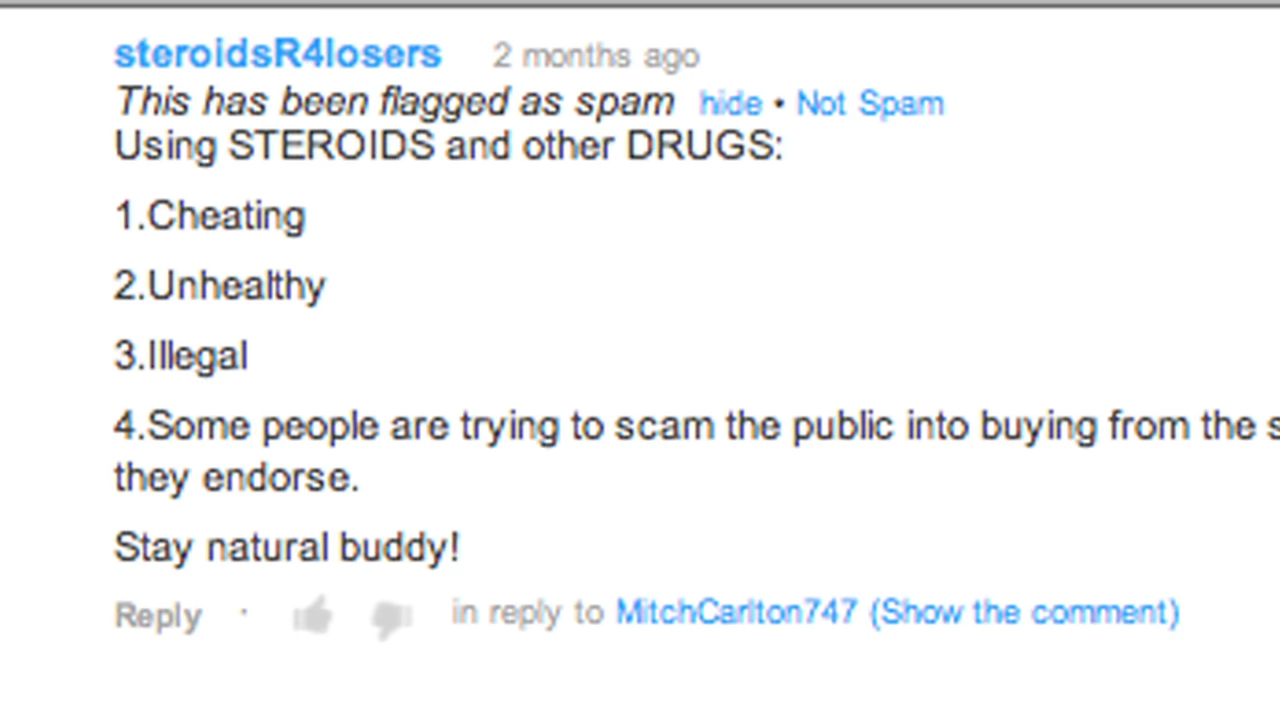 steroidsR4losers 2 months ago
This has been flagged as spam hide • Not Spam
Using STEROIDS and other DRUGS:
1.Cheating
2.Unhealthy
3.Illegal
4.Some people are trying to scam the public into buying from the
they endorse.
Stay natural buddy!
Reply · in reply to MitchCarlton747 (Show the comment)